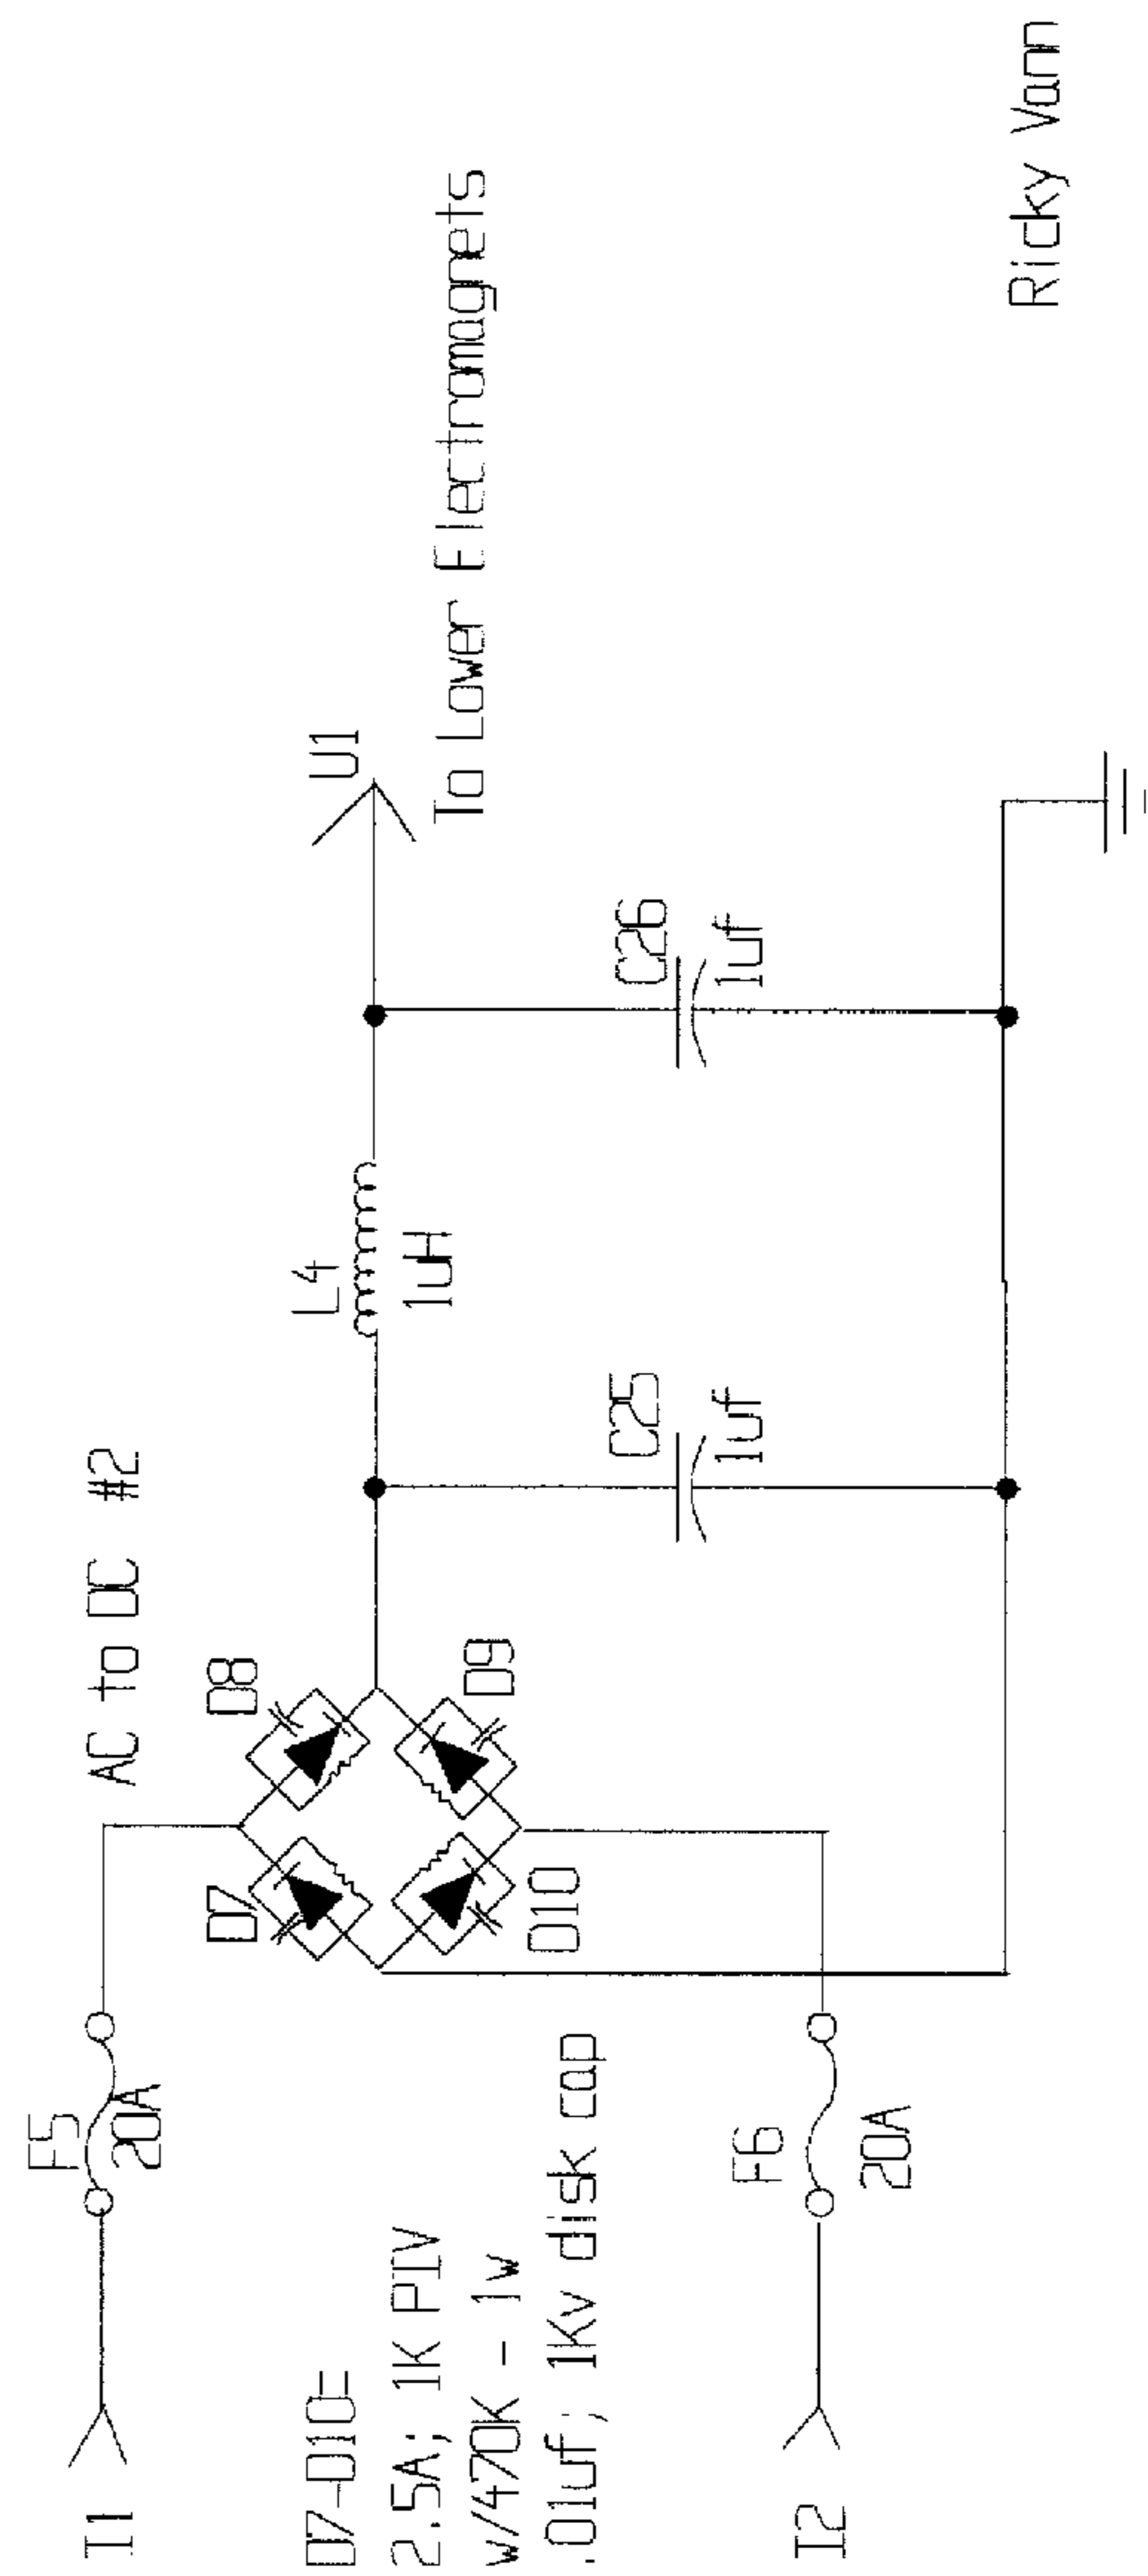 AC to DC #2
I1
F5
20A
D7
D8
L4
1uH
U1
To Lower Electromagnets
D7-D10=
2.5A; 1K PIV
w/470K - 1w
.01uf; 1Kv disk cap
D10
D9
C25
1uf
C26
1uf
I2
F6
20A
Ricky Vann